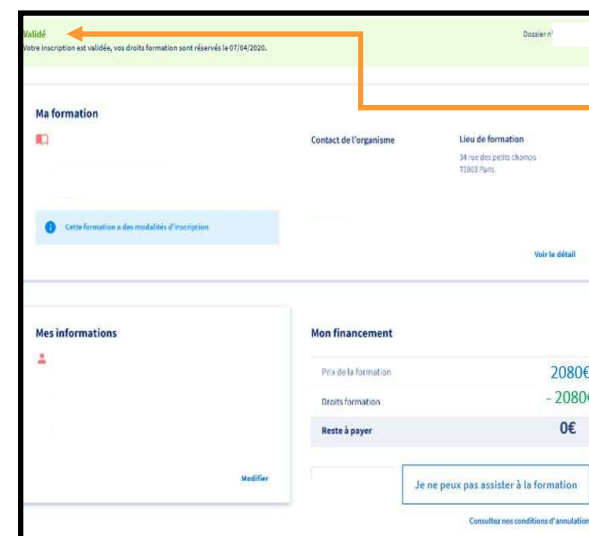 Validé
Dossier n°
Votre inscription est validée, vos droits formation sont réservés le 07/04/2020.
Ma formation
Contact de l'organisme
Lieu de formation
34 rue des petits champs
75003 Paris
Cette formation a des modalités d'inscription
Voir le détail
Mes informations
Mon financement
Prix de la formation 2080€
Droits formation - 2080€
Reste à payer 0€
Modifier
Je ne peux pas assister à la formation
Consultez nos conditions d'annulation